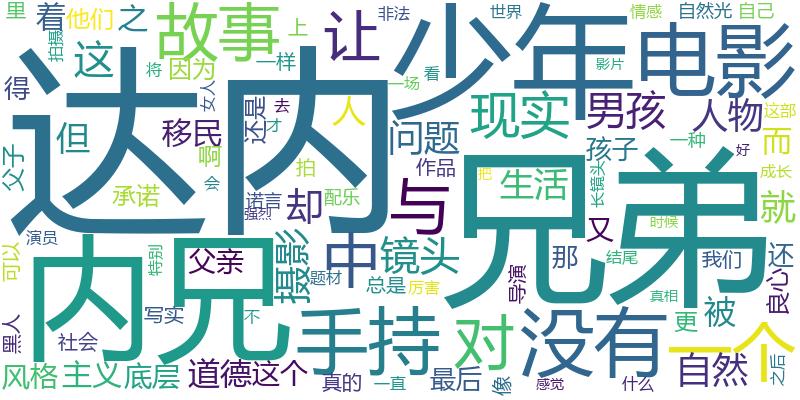 里 着 他们 之 故事 让 非法 少年 世界 情感 自然光 自己
拍摄 这 因为 上 一样 看 电影 影片
得 达内 将 女人 还是 去 才 人 一场 现实 男孩 人物 这部
但 移民 啊 问题 孩子 一种 好 而
父子 承诺 会 诺言 强烈 拍 配乐 却 与 作品 把 生活 长镜头 兄弟 成长 就
演员 内兄 父亲 摄影 中 镜头 兄弟 又 那 结尾 时候 我们 还
可以 特别 题材 总是 厉害 导演 真相 良心
黑人 社会 写实 不 手持 对 没有 更 被 一个
风格 主义 底层 道德 这个 真的 一直 最后 像 感觉 什么 自然 之后